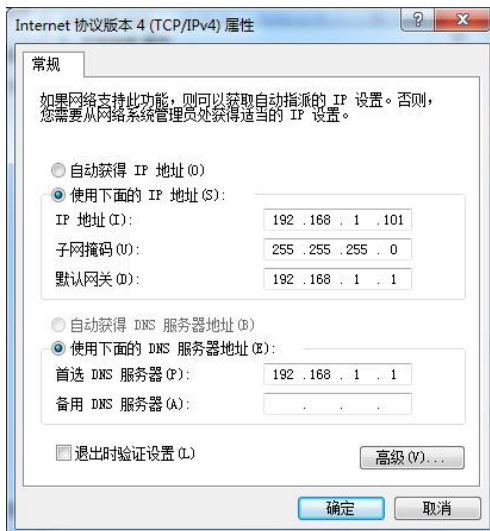 Internet 协议版本 4 (TCP/IPv4) 属性
常规
如果网络支持此功能，则可以获取自动指派的 IP 设置。否则，
您需要从网络系统管理员处获得适当的 IP 设置。
自动获得 IP 地址(O)
使用下面的 IP 地址(S):
IP 地址(I): 192 .168 . 1 .101
子网掩码(U): 255 .255 .255 . 0
默认网关(D): 192 .168 . 1 . 1
自动获得 DNS 服务器地址(B)
使用下面的 DNS 服务器地址(E):
首选 DNS 服务器(P): 192 .168 . 1 . 1
备用 DNS 服务器(A): . . .
退出时验证设置(L)
高级(V)...
确定 取消